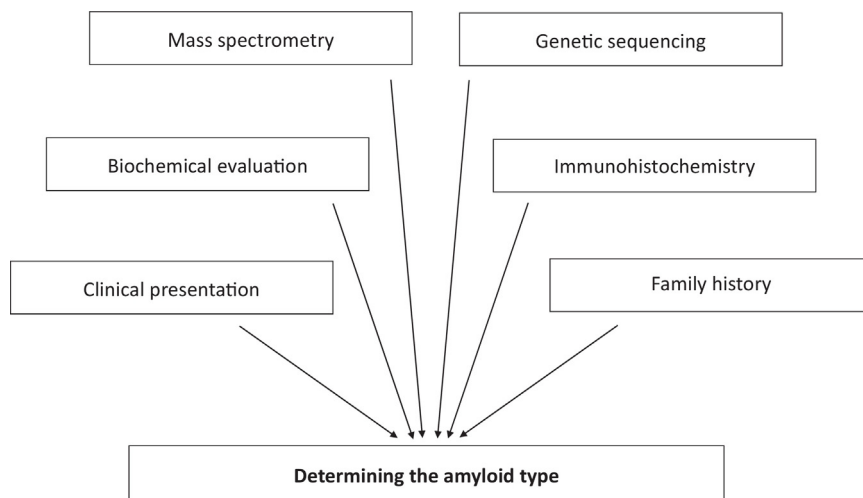 Mass spectrometry
Genetic sequencing
Biochemical evaluation
Immunohistochemistry
Clinical presentation
Family history
Determining the amyloid type